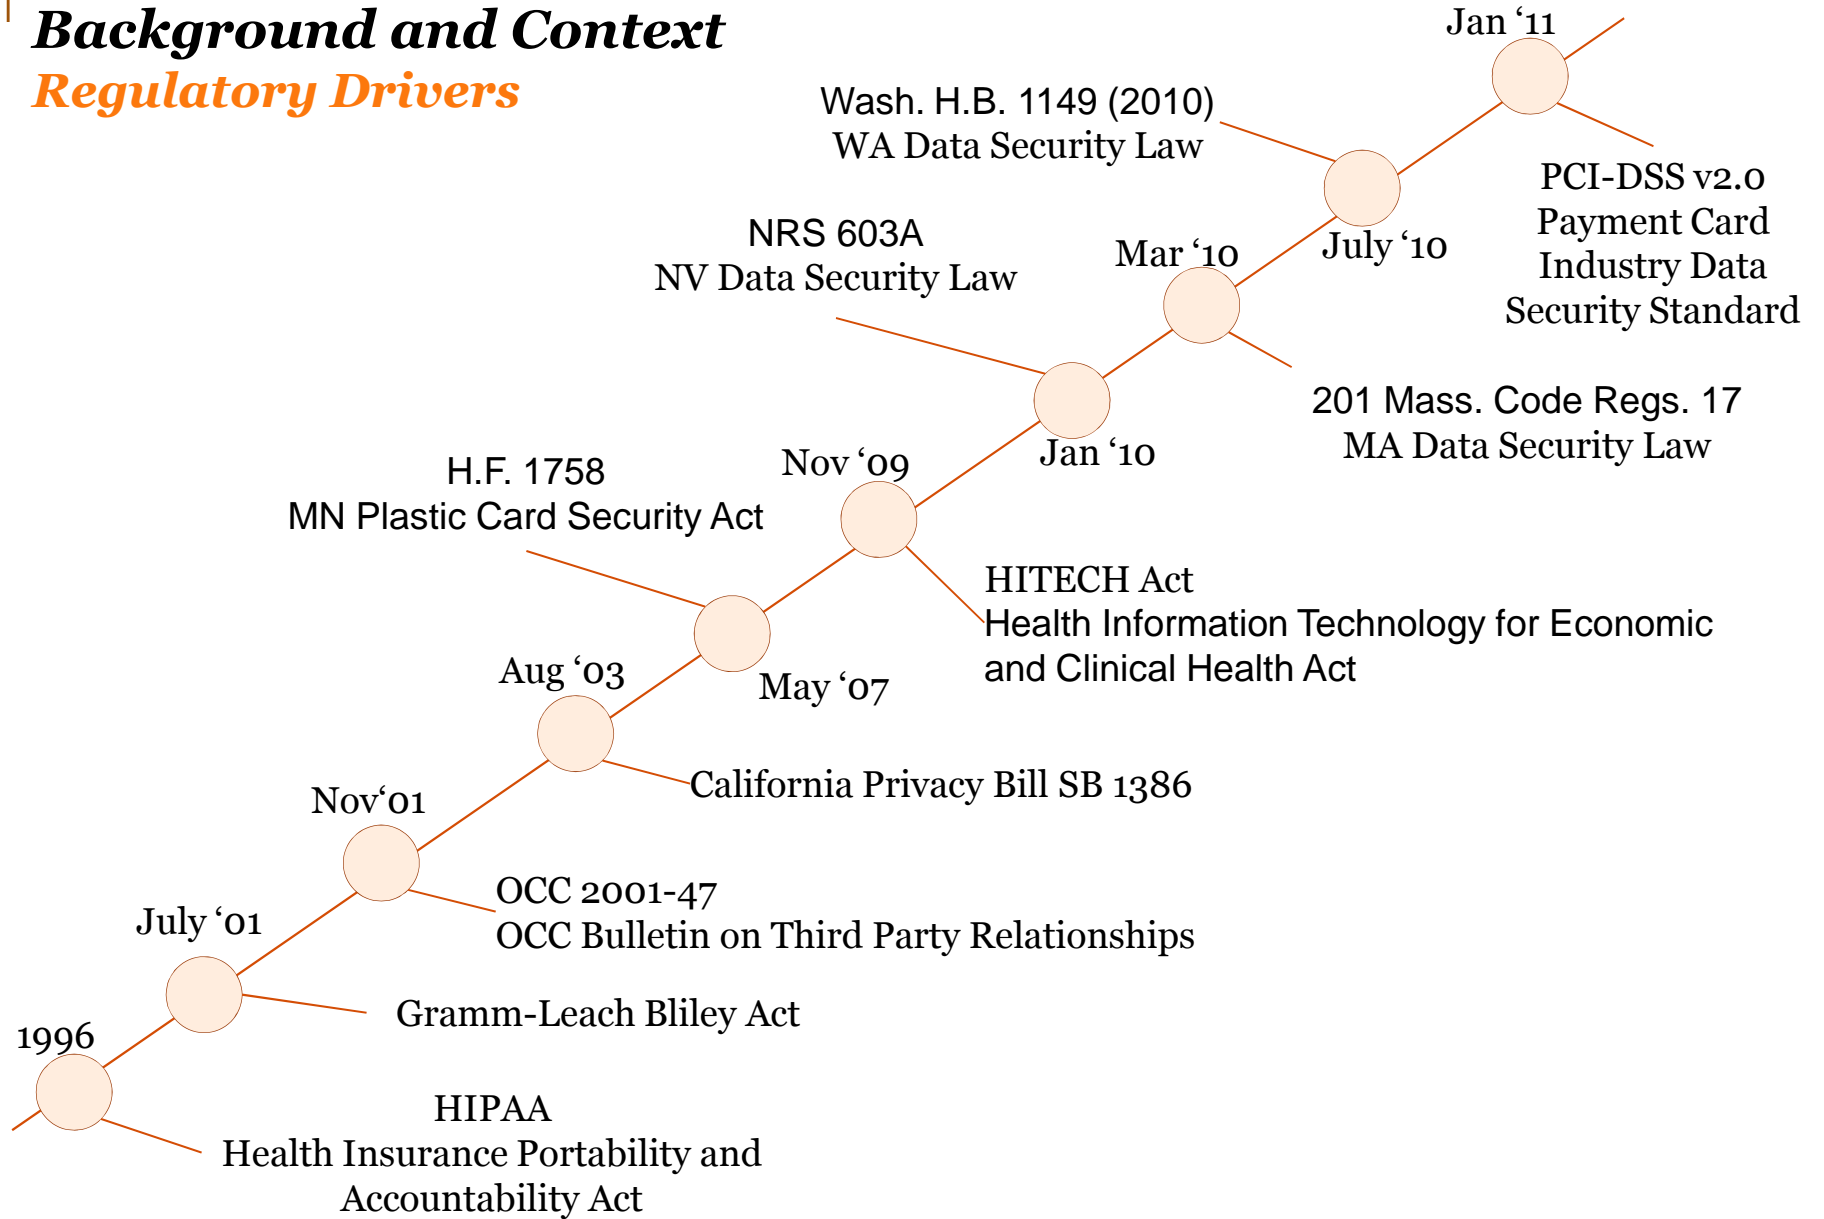 Background and Context
Regulatory Drivers
Jan ‘11
Wash. H.B. 1149 (2010)
WA Data Security Law
PCI-DSS v2.0
Payment Card
Industry Data
Security Standard
July ‘10
NRS 603A
NV Data Security Law
Mar ‘10
201 Mass. Code Regs. 17
MA Data Security Law
Jan ‘10
Nov ‘09
H.F. 1758
MN Plastic Card Security Act
HITECH Act
Health Information Technology for Economic
and Clinical Health Act
Aug ‘03
May ‘07
California Privacy Bill SB 1386
Nov‘01
OCC 2001-47
OCC Bulletin on Third Party Relationships
July ‘01
Gramm-Leach Bliley Act
1996
HIPAA
Health Insurance Portability and
Accountability Act